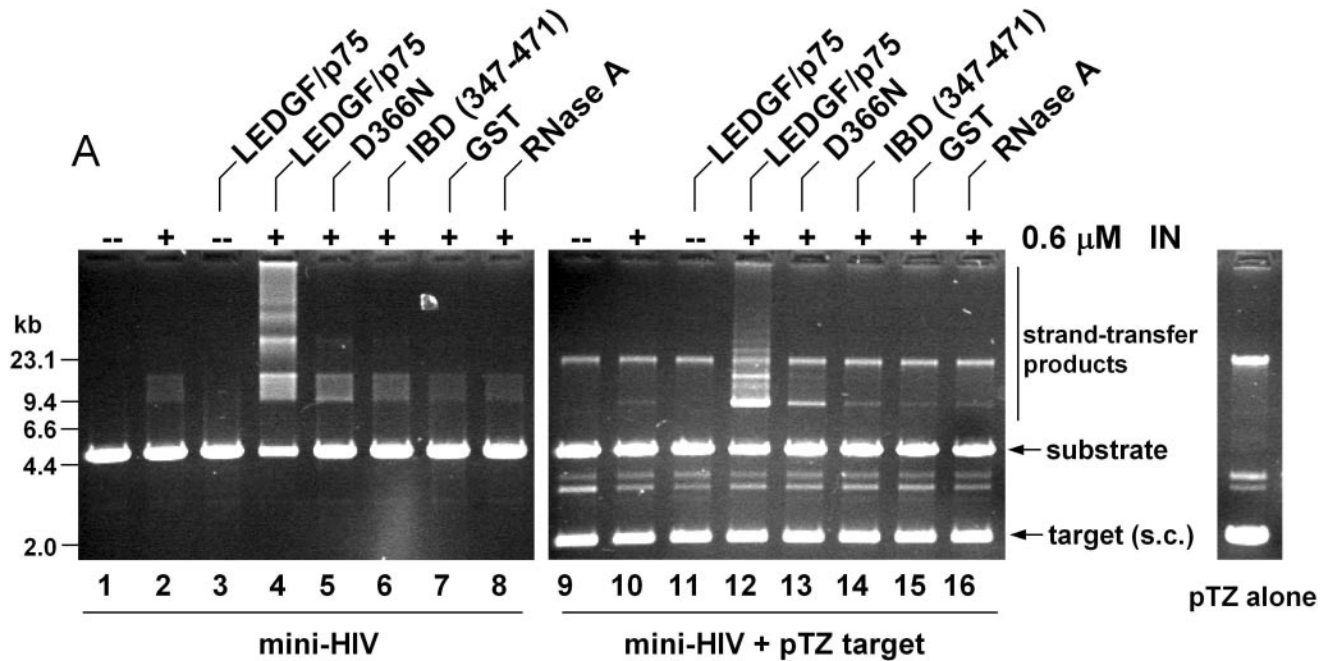 A
LEDGF/p75
LEDGF/p75
D366N
IBD (347-471)
GST
RNase A
LEDGF/p75
LEDGF/p75
D366N
IBD (347-471)
GST
RNase A
-- + -- + + + + + -- + -- + + + + + 0.6 μM IN +
kb
23.1
9.4
6.6
4.4
2.0
strand-transfer
products
substrate
target (s.c.)
1 2 3 4 5 6 7 8 9 10 11 12 13 14 15 16
pTZ alone
mini-HIV
mini-HIV + pTZ target